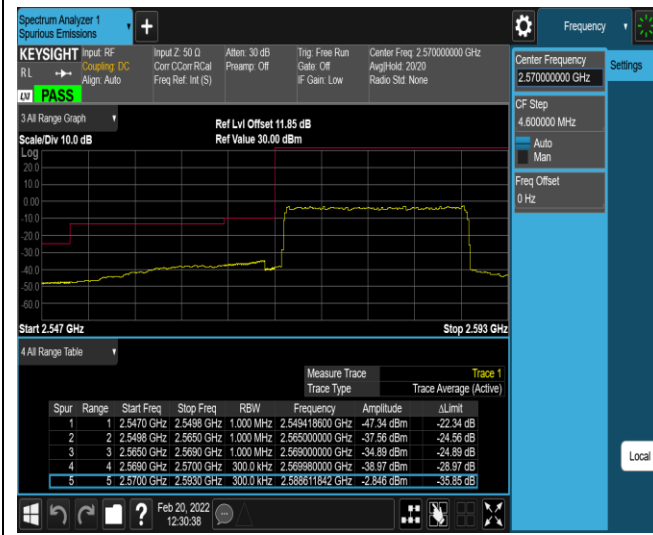 Spectrum Analyzer 1
Spurious Emissions
+
Frequency
KEYSIGHT
RL
Input: RF
Coupling: DC
Align: Auto
Input Z: 50 Ω
Corr CCorr RCal
Freq Ref: Int (S)
Atten: 30 dB
Preamp: Off
Trig: Free Run
Gate: Off
IF Gain: Low
Center Freq: 2.570000000 GHz
Avg|Hold: 20/20
Radio Std: None
LXI PASS
Center Frequency
2.570000000 GHz
Settings
CF Step
4.600000 MHz
Auto
Man
Freq Offset
0 Hz
3 All Range Graph
Scale/Div 10.0 dB
Ref Lvl Offset 11.85 dB
Ref Value 30.00 dBm
Log
20.0
10.0
0.00
-10.0
-20.0
-30.0
-40.0
-50.0
-60.0
Start 2.547 GHz
Stop 2.593 GHz
4 All Range Table
Measure Trace Trace 1
Trace Type Trace Average (Active)
Spur Range Start Freq Stop Freq RBW Frequency Amplitude ΔLimit
1 1 2.5470 GHz 2.5498 GHz 1.000 MHz 2.549418600 GHz -47.34 dBm -22.34 dB
2 2 2.5498 GHz 2.5650 GHz 1.000 MHz 2.565000000 GHz -37.56 dBm -24.56 dB
3 3 2.5650 GHz 2.5690 GHz 1.000 MHz 2.569000000 GHz -34.89 dBm -24.89 dB
4 4 2.5690 GHz 2.5700 GHz 300.0 kHz 2.569980000 GHz -38.97 dBm -28.97 dB
5 5 2.5700 GHz 2.5930 GHz 300.0 kHz 2.588611842 GHz -2.846 dBm -35.85 dB
Local
?
Feb 20, 2022
12:30:38